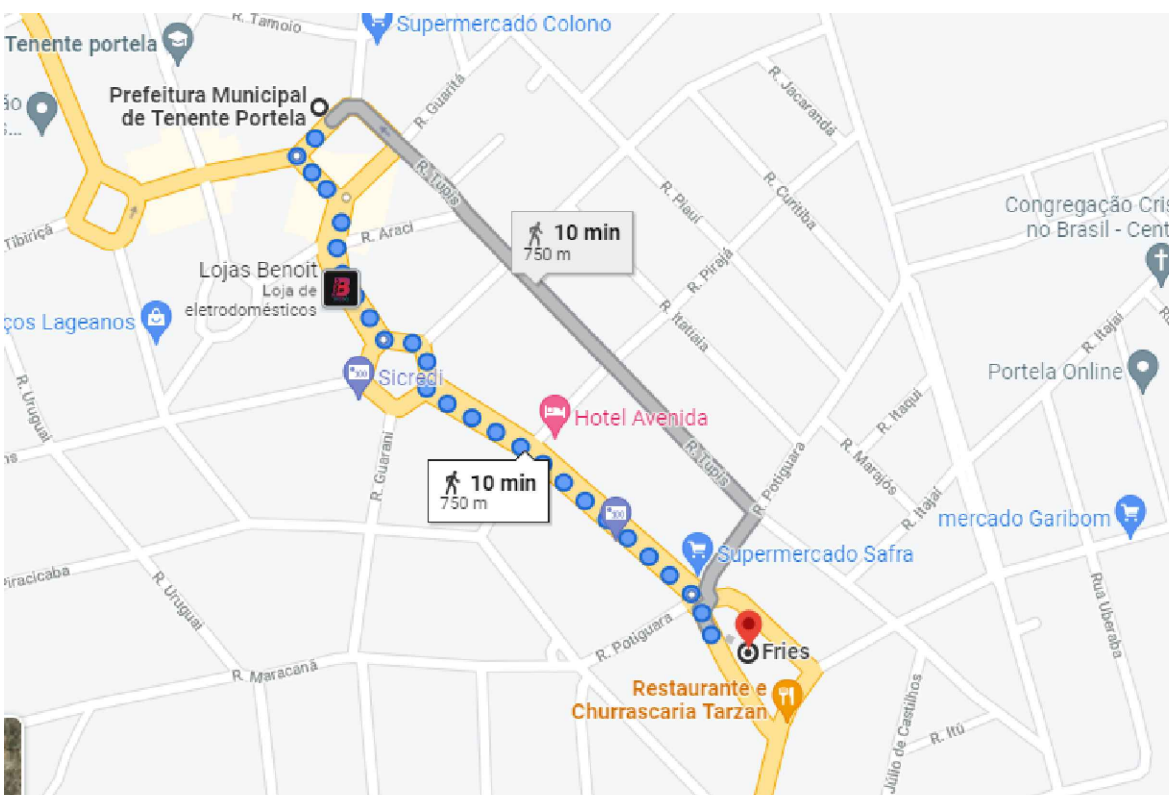 R. Tamoio
Supermercado Colono
Tenente portela
Prefeitura Municipal
de Tenente Portela
ão
s...
R. Guaritá
R. Jacarandá
R. Tupis
R. Piauí
R. Curitiba
Congregação Cris
no Brasil - Cent
Tibiriçá
R. Araci
10 min
750 m
R. Pirajá
Lojas Benoit
Loja de
eletrodomésticos
R. Itatiaia
R. Itajaí
ços Lageanos
Portela Online
Sicredi
R. Uruguai
Hotel Avenida
R. Itaqui
R. Guarani
R. Tupis
R. Potiguara
R. Marajós
10 min
750 m
R. Itajaí
mercado Garibom
Supermercado Safra
Piracicaba
R. Uruguai
Rua Uberaba
R. Potiguara
Fries
R. Maracanã
Restaurante e
Churrascaria Tarzan
Júlio de Castilhos
R. Itú